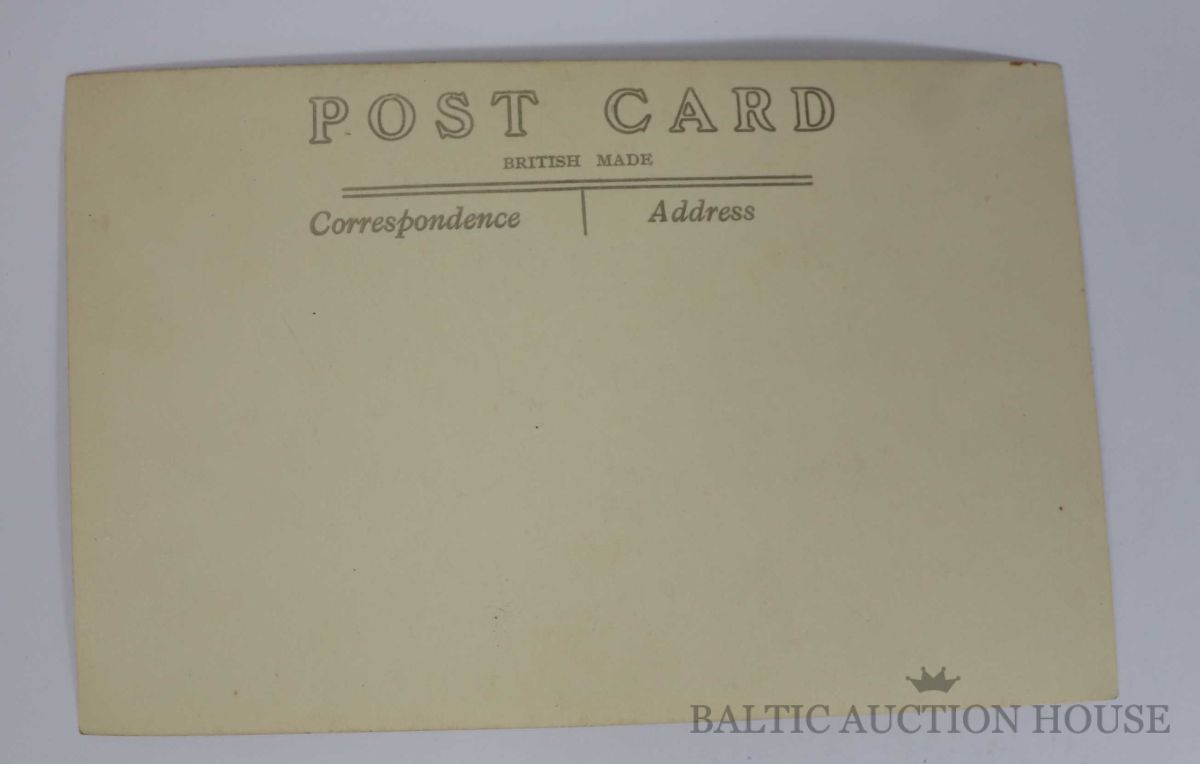 POST CARD
BRITISH MADE
Correspondence Address
BALTIC AUCTION HOUSE